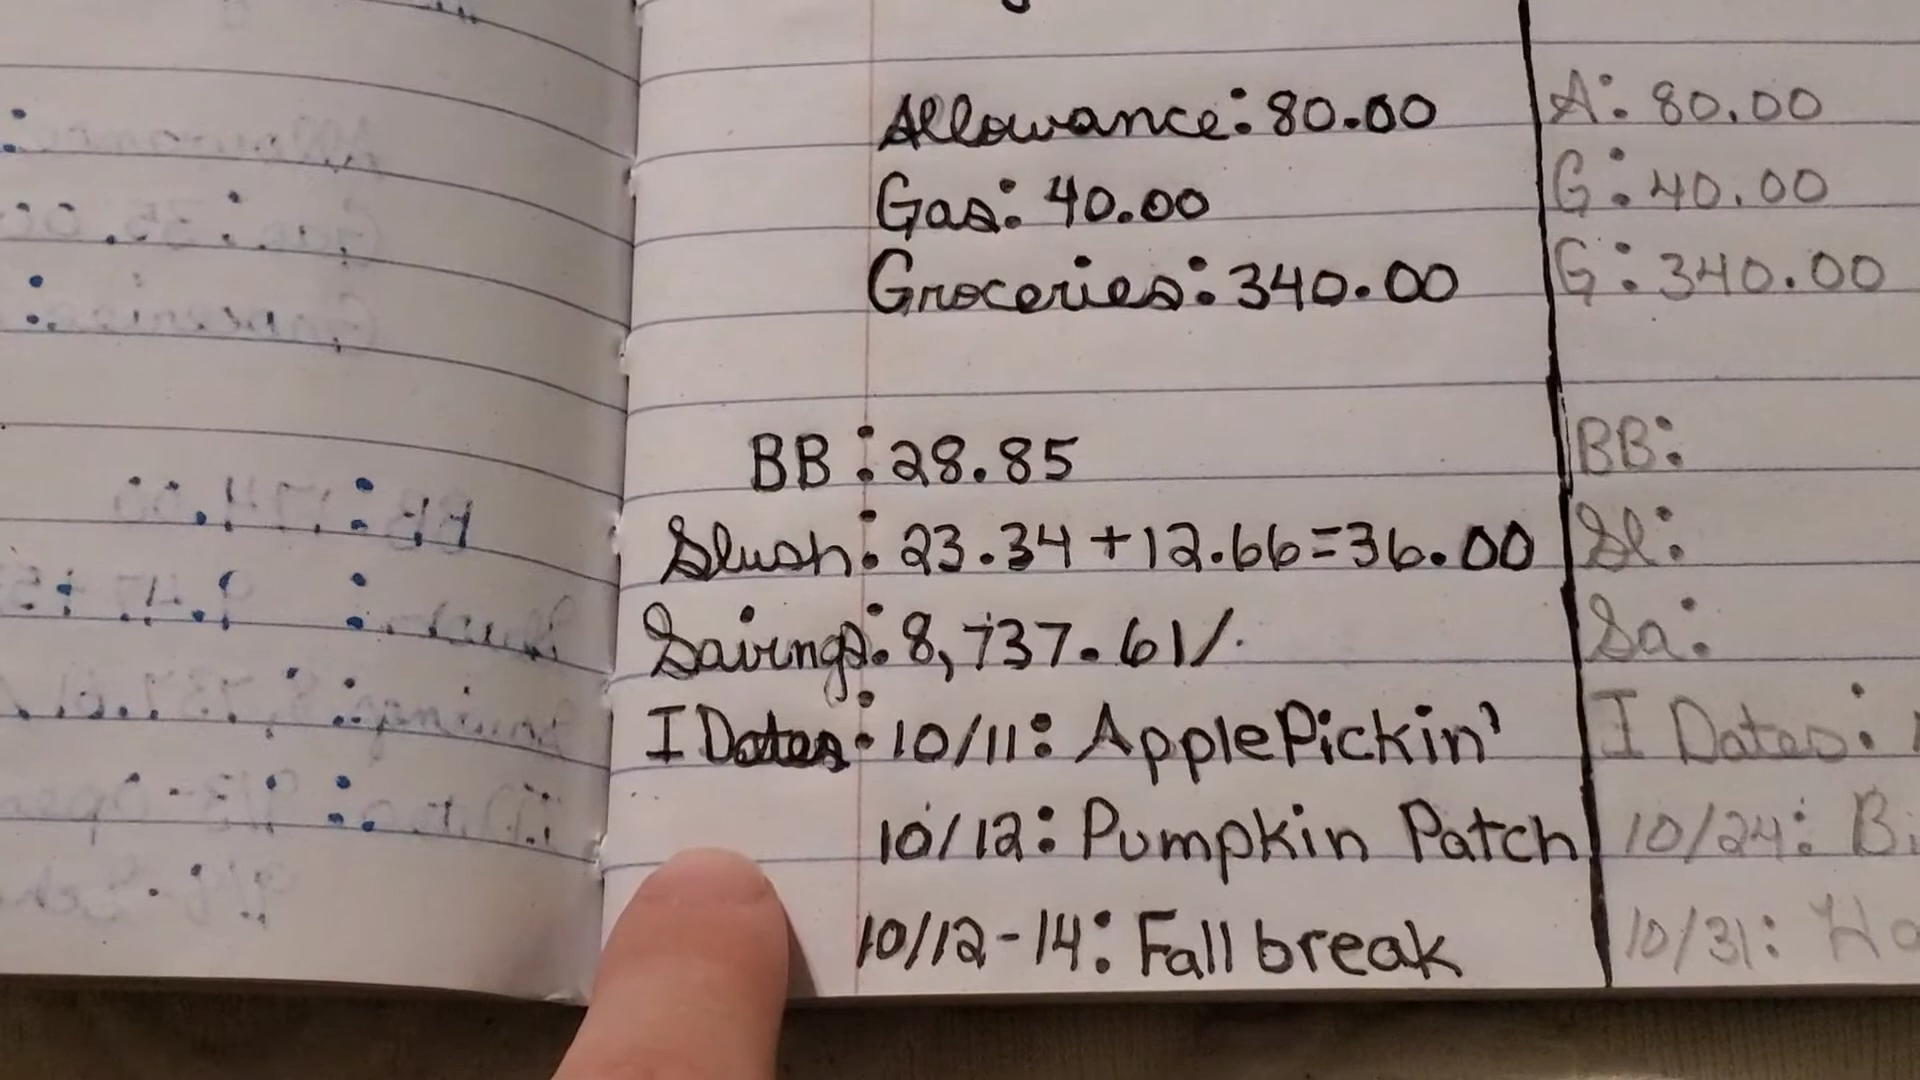 Allowance: 80.00
Gas: 40.00
Groceries: 340.00
BB: 28.85
Slush: 23.34 + 12.66 = 36.00
Savings: 8,737.61/.
I Dates: 10/11: Apple Pickin'
10/12: Pumpkin Patch
10/12-14: Fall break
A: 80.00
G: 40.00
G: 340.00
BB:
Sl:
Sa:
I Dates:
10/24:
10/31: